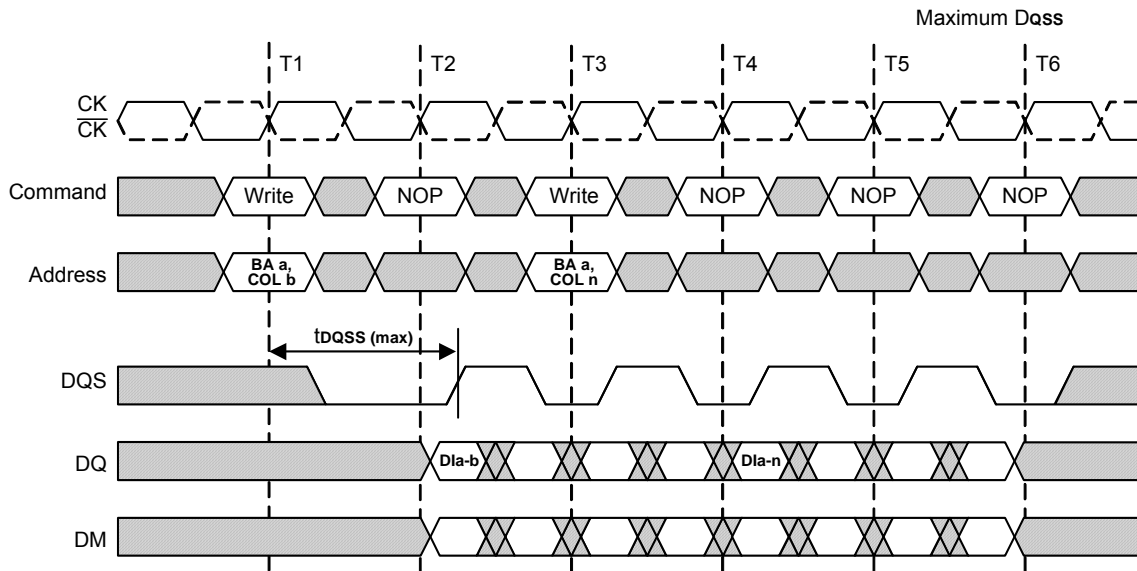 Maximum DQSS
T1 T2 T3 T4 T5 T6
CK
CK
Command Write NOP Write NOP NOP NOP
Address BA a, COL b BA a, COL n
tDQSS (max)
DQS
DQ DIa-b DIa-n
DM